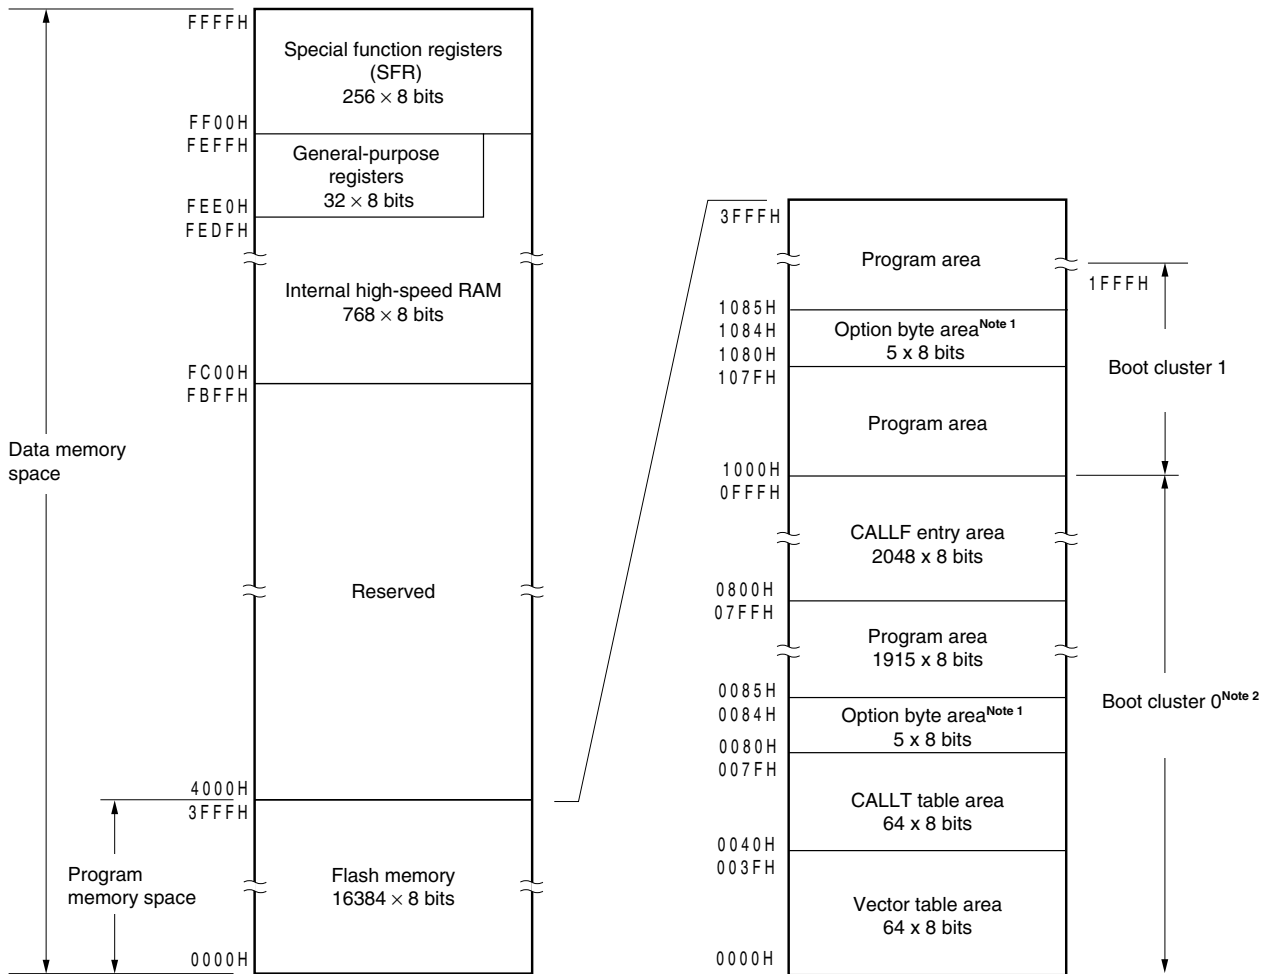 FFFFH
Special function registers
(SFR)
256 × 8 bits
FF00H
FEFFH
General-purpose
registers
32 × 8 bits
FEE0H
FEDFH
Internal high-speed RAM
768 × 8 bits
FC00H
FBFFH
Data memory
space
Reserved
4000H
3FFFH
Program
memory space
Flash memory
16384 × 8 bits
0000H
3FFFH
Program area
1FFFH
1085H
1084H
Option byte area Note 1
5 x 8 bits
1080H
107FH
Boot cluster 1
Program area
1000H
0FFFH
CALLF entry area
2048 x 8 bits
0800H
07FFH
Program area
1915 x 8 bits
0085H
0084H
Option byte area Note 1
5 x 8 bits
Boot cluster 0 Note 2
0080H
007FH
CALLT table area
64 x 8 bits
0040H
003FH
Vector table area
64 x 8 bits
0000H